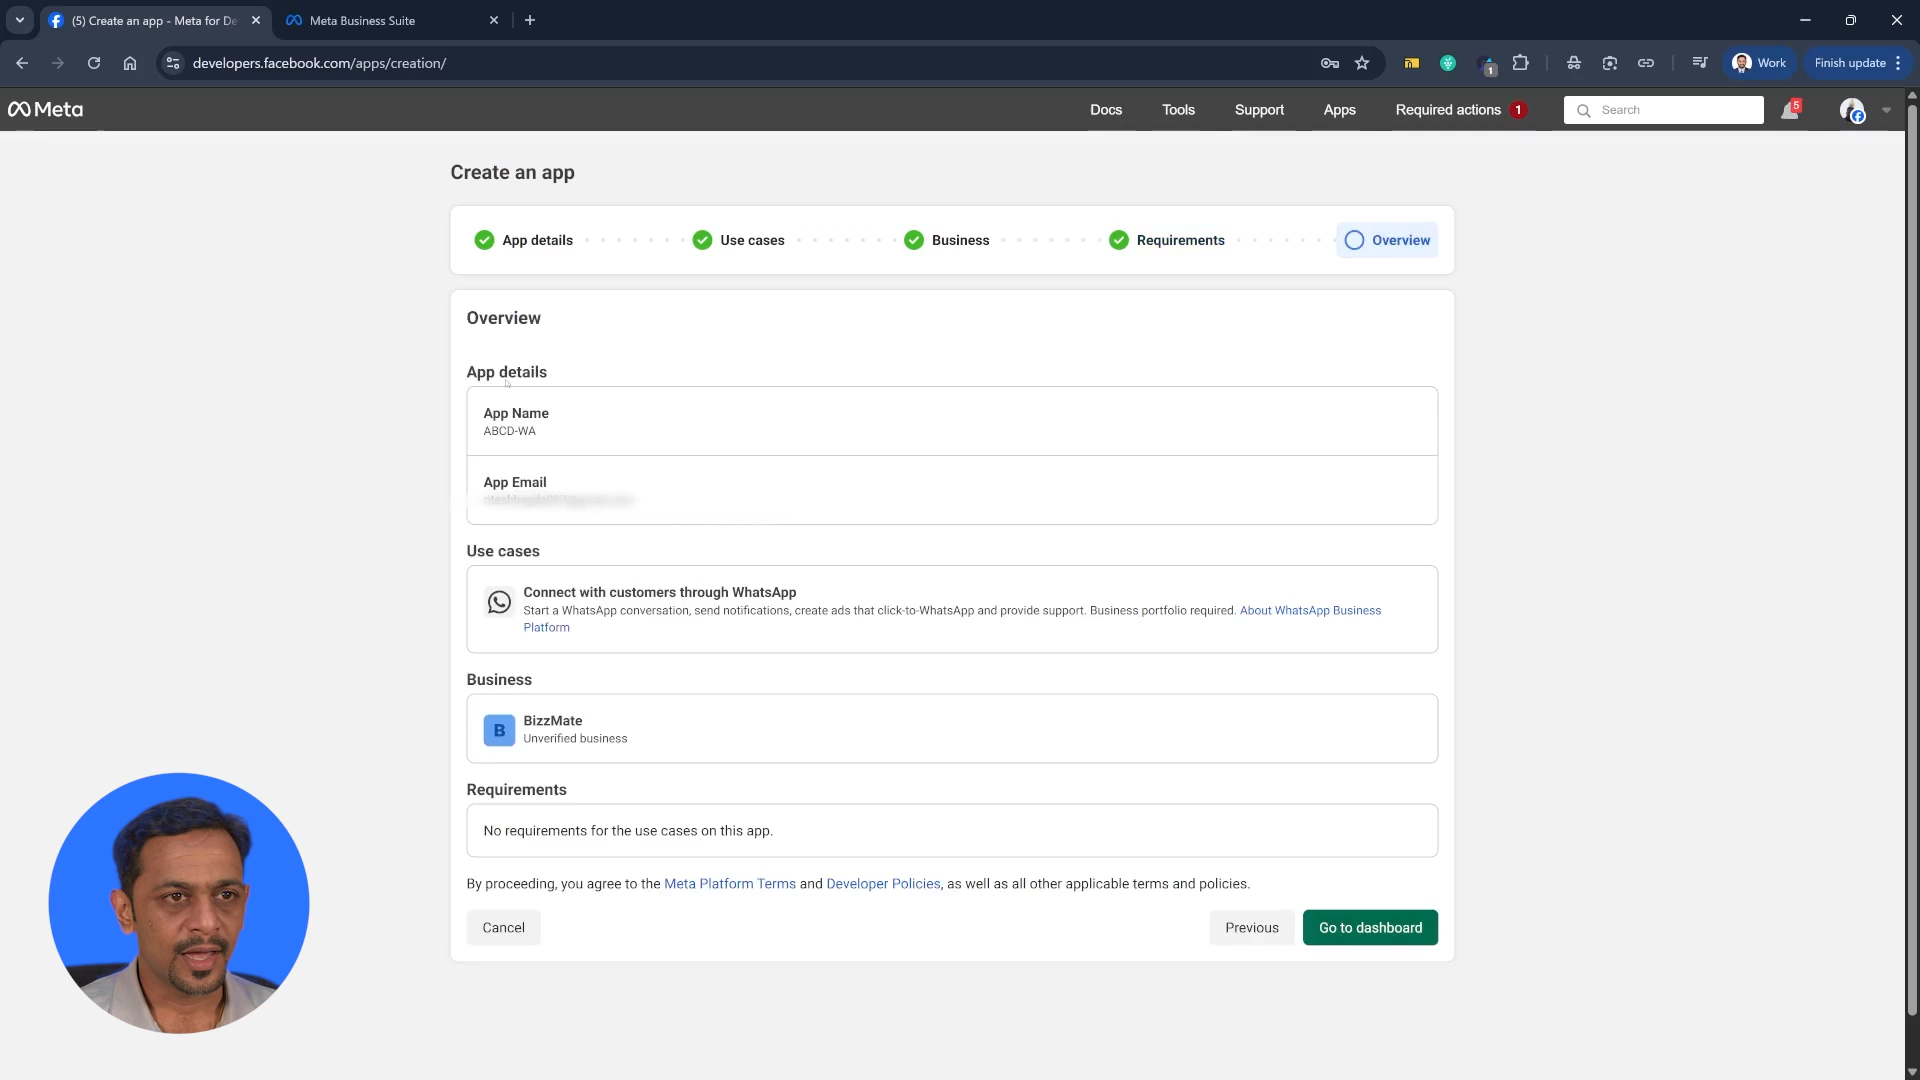 (5) Create an app - Meta for De
Meta Business Suite
developers.facebook.com/apps/creation/
1
Work
Finish update
Meta
Docs
Tools
Support
Apps
Required actions 1
Search
5
Create an app
App details
Use cases
Business
Requirements
Overview
Overview
App details
App Name
ABCD-WA
App Email
Use cases
Connect with customers through WhatsApp
Start a WhatsApp conversation, send notifications, create ads that click-to-WhatsApp and provide support. Business portfolio required. About WhatsApp Business
Platform
Business
B
BizzMate
Unverified business
Requirements
No requirements for the use cases on this app.
By proceeding, you agree to the Meta Platform Terms and Developer Policies, as well as all other applicable terms and policies.
Cancel
Previous
Go to dashboard